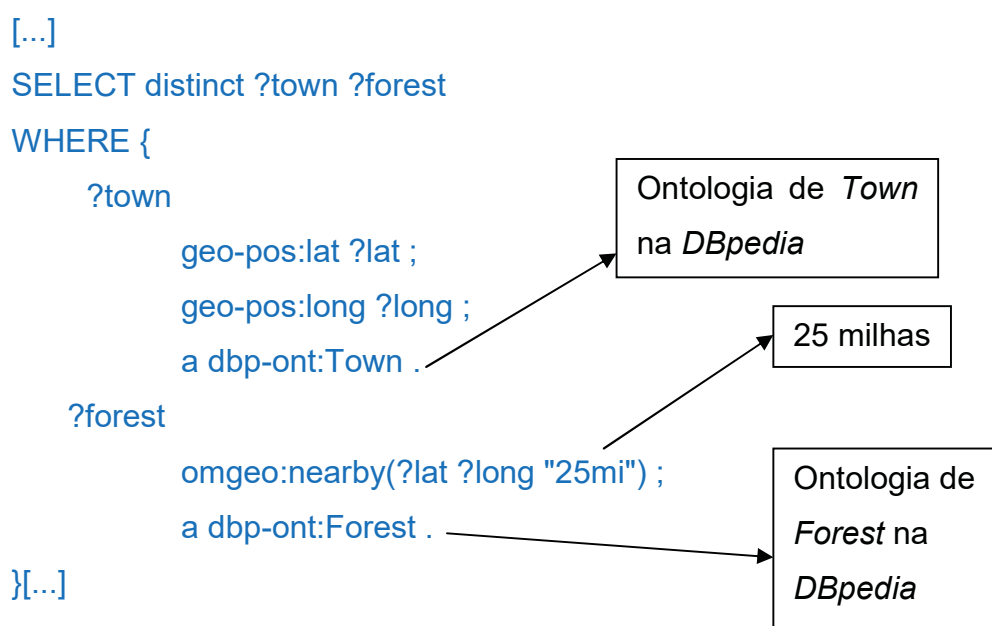 [...]
SELECT distinct ?town ?forest
WHERE {
?town
geo-pos:lat ?lat ;
geo-pos:long ?long ;
a dbp-ont:Town .
?forest
omgeo:nearby(?lat ?long "25mi") ;
a dbp-ont:Forest .
}[...]
Ontologia de Town
na DBpedia
25 milhas
Ontologia de
Forest na
DBpedia